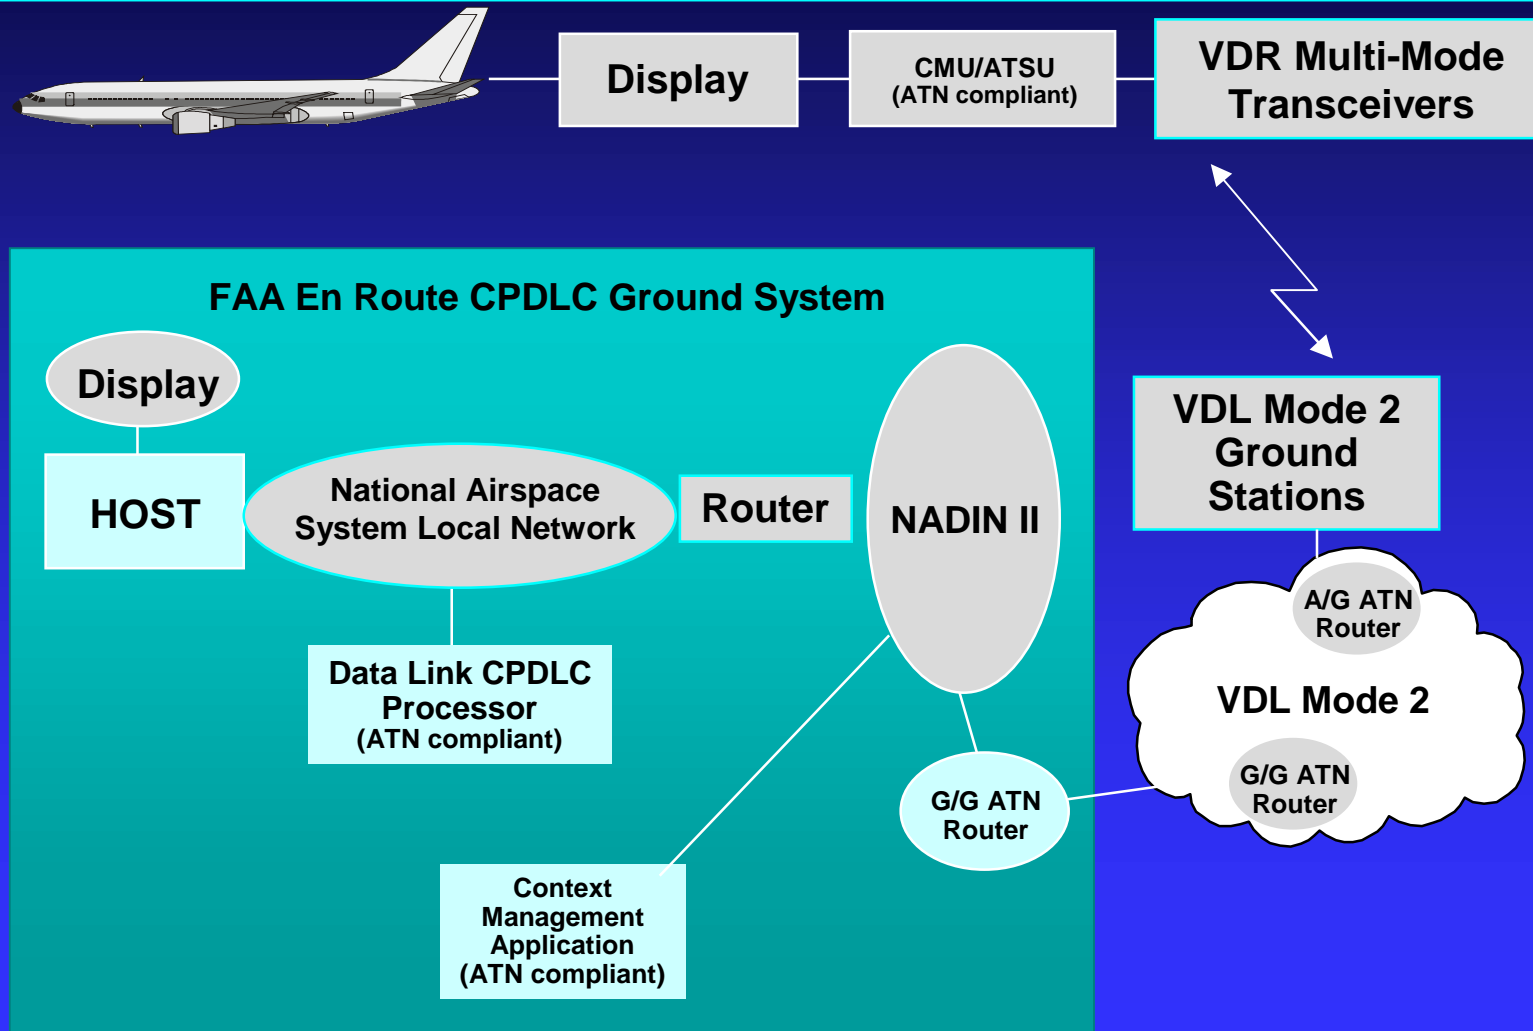 Display
CMU/ATSU
(ATN compliant)
VDR Multi-Mode
Transceivers
FAA En Route CPDLC Ground System
Display
HOST
National Airspace
System Local Network
Router
NADIN II
Data Link CPDLC
Processor
(ATN compliant)
Context
Management
Application
(ATN compliant)
G/G ATN
Router
VDL Mode 2
Ground
Stations
A/G ATN
Router
VDL Mode 2
G/G ATN
Router